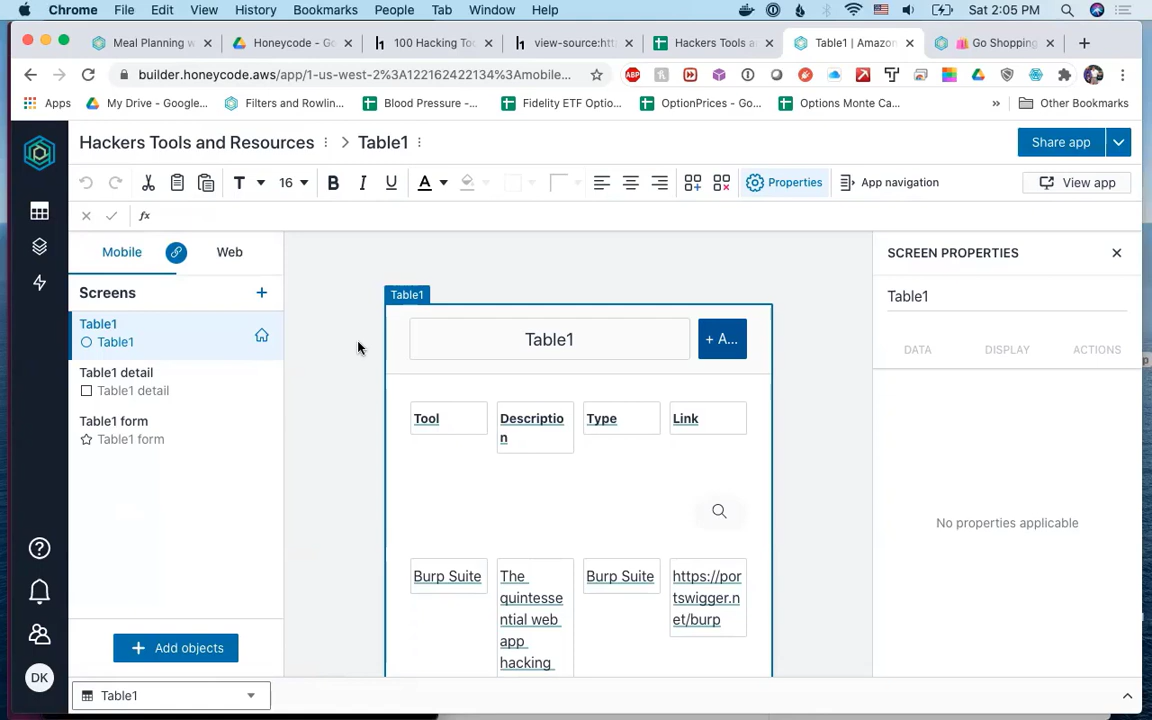 Chrome File Edit View History Bookmarks People Tab Window Help Sat 2:05 PM
Meal Planning w
Honeycode - Go
100 Hacking Too
view-source:htt
Hackers Tools a
Table1 | Amazon
Go Shopping
builder.honeycode.aws/app/1-us-west-2%3A122162422134%3Amobile...
ABP
Apps
My Drive - Google...
Filters and Rowlin...
Blood Pressure -...
Fidelity ETF Optio...
OptionPrices - Go...
Options Monte Ca...
»
Other Bookmarks
Hackers Tools and Resources
Table1
Share app
T
16
B
I
U
A
Properties
App navigation
View app
fx
Mobile
Web
Screens
Table1
Table1
Table1 detail
Table1 detail
Table1 form
Table1 form
Add objects
DK
Table1
Table1
Table1
+ A...
Tool
Descriptio
n
Type
Link
Burp Suite
The
quintesse
ntial web
app
hacking
Burp Suite
https://por
tswigger.n
et/burp
SCREEN PROPERTIES
Table1
DATA
DISPLAY
ACTIONS
No properties applicable